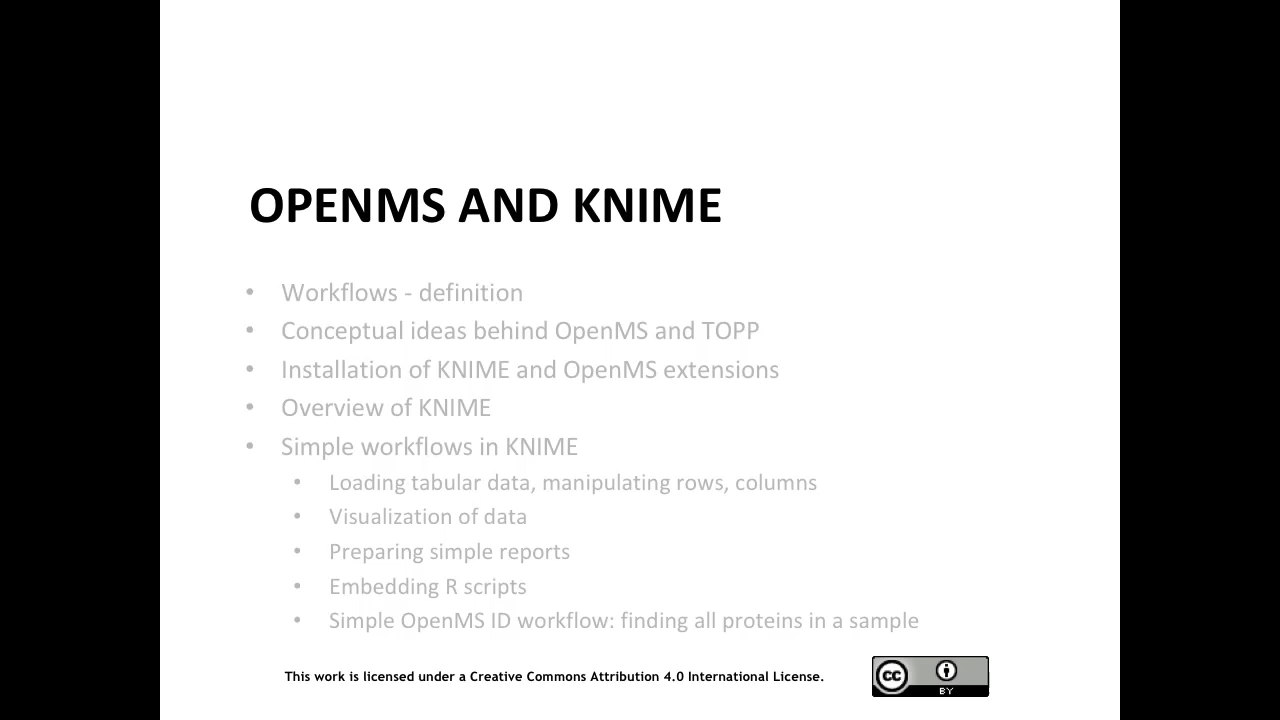 OPENMS AND KNIME
• Workflows - definition
• Conceptual ideas behind OpenMS and TOPP
• Installation of KNIME and OpenMS extensions
• Overview of KNIME
• Simple workflows in KNIME
• Loading tabular data, manipulating rows, columns
• Visualization of data
• Preparing simple reports
• Embedding R scripts
• Simple OpenMS ID workflow: finding all proteins in a sample
This work is licensed under a Creative Commons Attribution 4.0 International License.
cc
BY